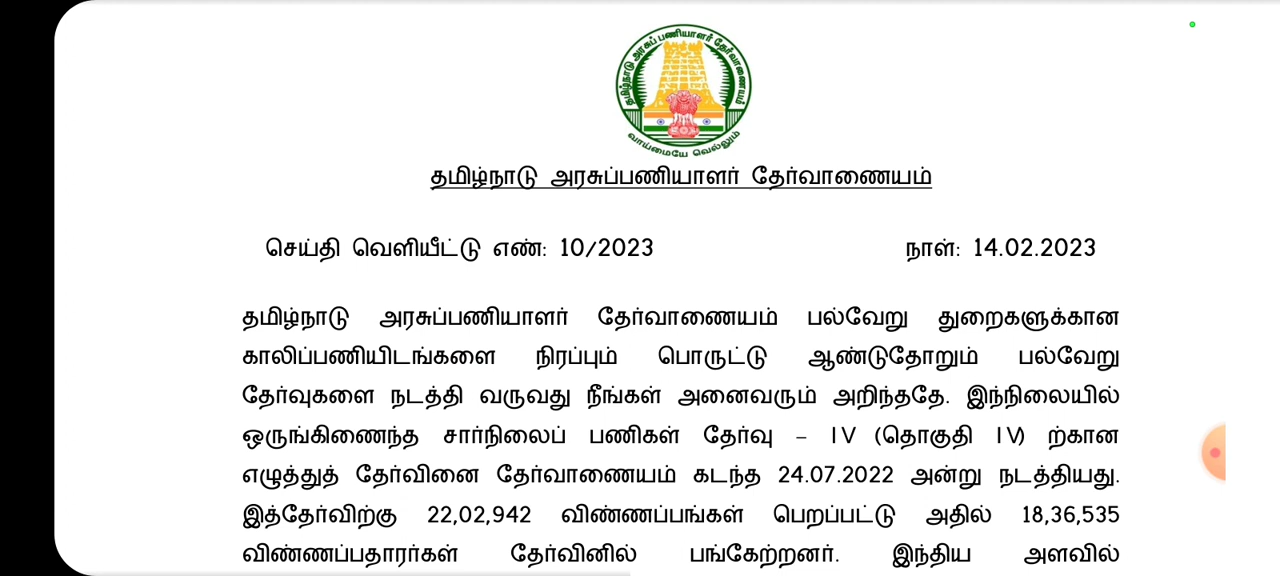 தமிழ்நாடு அரசுப் பணியாளர் தேர்வாணையம்
வாய்மையே வெல்லும்
தமிழ்நாடு அரசுப்பணியாளர் தேர்வாணையம்
செய்தி வெளியீட்டு எண்: 10/2023 நாள்: 14.02.2023
தமிழ்நாடு அரசுப்பணியாளர் தேர்வாணையம் பல்வேறு துறைகளுக்கான
காலிப்பணியிடங்களை நிரப்பும் பொருட்டு ஆண்டுதோறும் பல்வேறு
தேர்வுகளை நடத்தி வருவது நீங்கள் அனைவரும் அறிந்ததே. இந்நிலையில்
ஒருங்கிணைந்த சார்நிலைப் பணிகள் தேர்வு – IV (தொகுதி IV) ற்கான
எழுத்துத் தேர்வினை தேர்வாணையம் கடந்த 24.07.2022 அன்று நடத்தியது.
இத்தேர்விற்கு 22,02,942 விண்ணப்பங்கள் பெறப்பட்டு அதில் 18,36,535
விண்ணப்பதாரர்கள் தேர்வினில் பங்கேற்றனர். இந்திய அளவில்